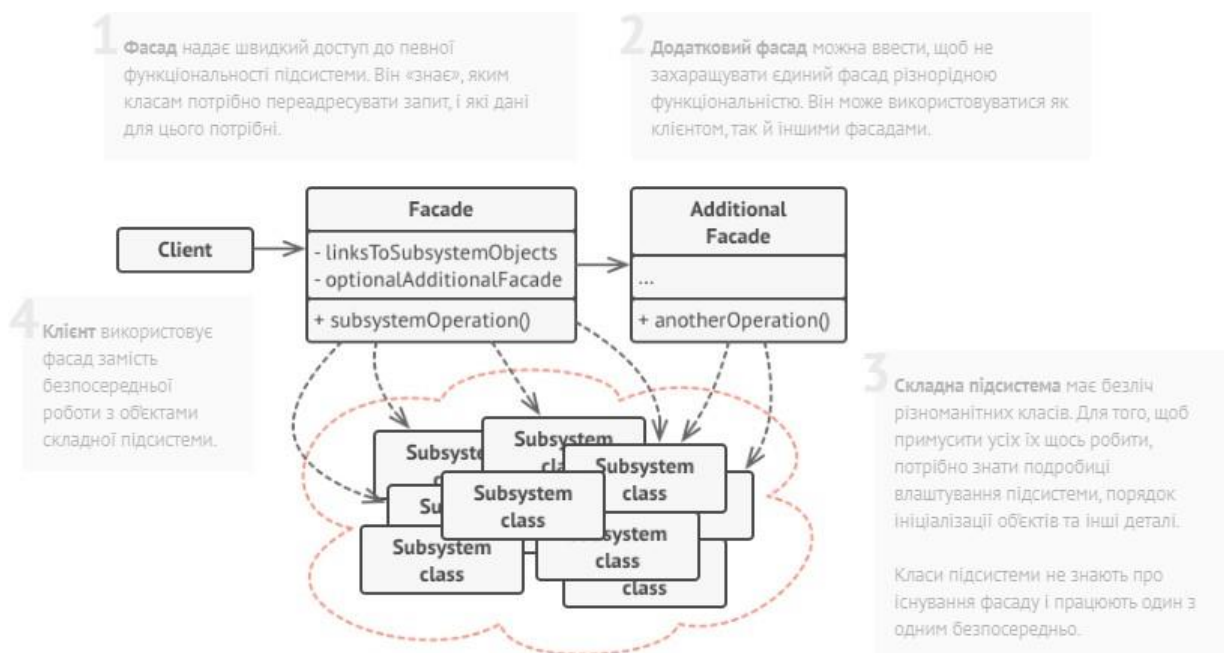 1
Фасад надає швидкий доступ до певної
функціональності підсистеми. Він «знає», яким
класам потрібно переадресувати запит, і які дані
для цього потрібні.
2
Додатковий фасад можна ввести, щоб не
захаращувати єдиний фасад різнорідною
функціональністю. Він може використовуватися як
клієнтом, так й іншими фасадами.
Client
Facade
- linksToSubsystemObjects
- optionalAdditionalFacade
+ subsystemOperation()
Additional
Facade
...
+ anotherOperation()
4
Клієнт використовує
фасад замість
безпосередньої
роботи з об'єктами
складної підсистеми.
3
Складна підсистема має безліч
різноманітних класів. Для того, щоб
примусити усіх їх щось робити,
потрібно знати подробиці
влаштування підсистеми, порядок
ініціалізації об'єктів та інші деталі.
Класи підсистеми не знають про
існування фасаду і працюють один з
одним безпосередньо.
Subsystem
Subsystem
class
Subsystem
class
Subsystem
class
Subsystem
class
class